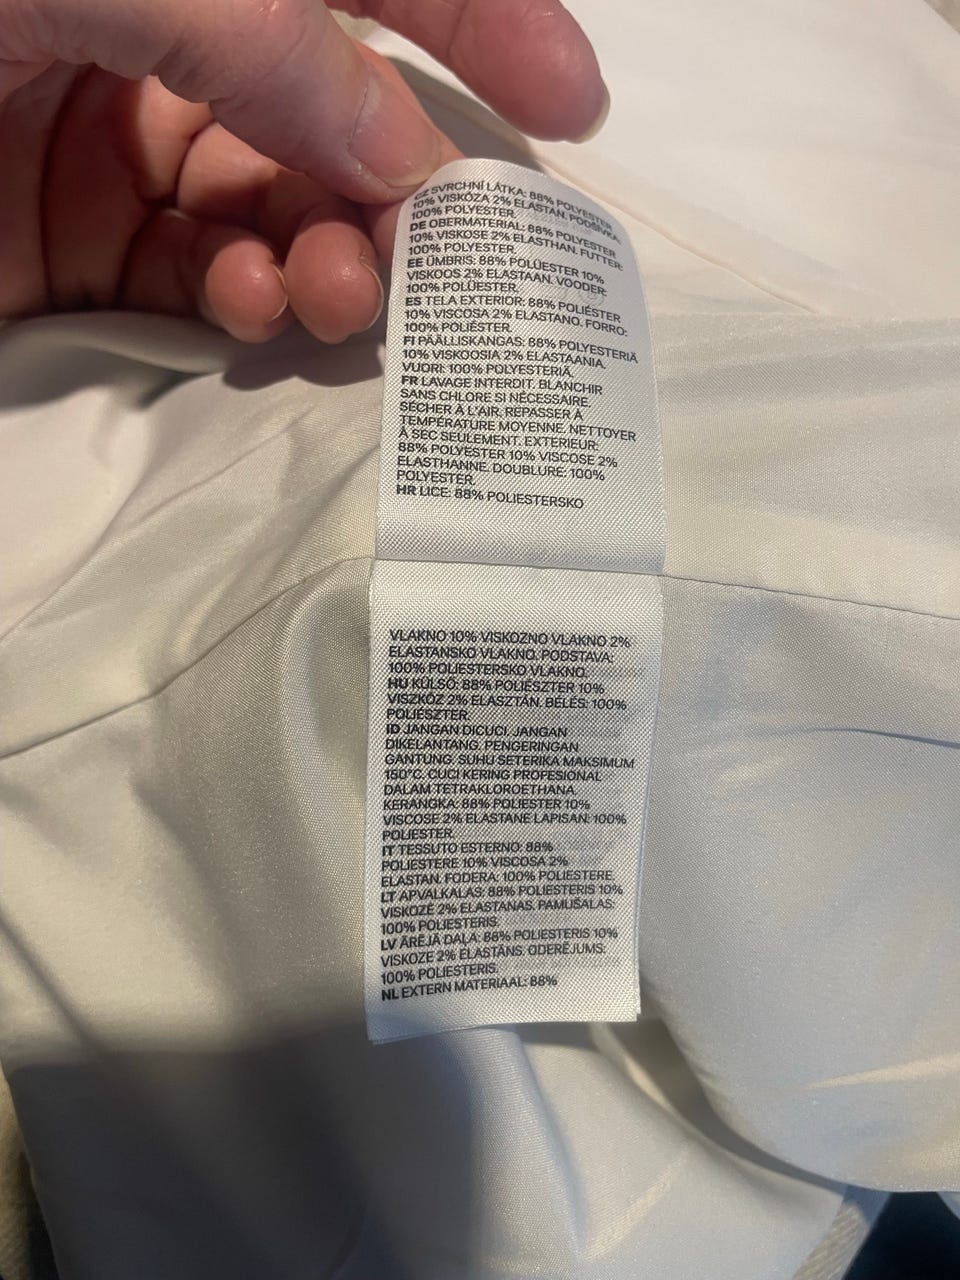 CZ SVRCHNÍ LÁTKA: 88% POLYESTER
10% VISKÓZA 2% ELASTAN. PODŠÍVKA:
100% POLYESTER.
DE OBERMATERIAL: 88% POLYESTER
10% VISKOSE 2% ELASTHAN. FUTTER:
100% POLYESTER.
EE ÜMBRIS: 88% POLÜESTER 10%
VISKOOS 2% ELASTAAN. VOODER:
100% POLÜESTER.
ES TELA EXTERIOR: 88% POLIÉSTER
10% VISCOSA 2% ELASTANO. FORRO:
100% POLIÉSTER.
FI PÄÄLLISKANGAS: 88% POLYESTERIÄ
10% VISKOOSIA 2% ELASTAANIA.
VUORI: 100% POLYESTERIÄ.
FR LAVAGE INTERDIT. BLANCHIR
SANS CHLORE SI NÉCESSAIRE.
SÉCHER À L'AIR. REPASSER À
TEMPÉRATURE MOYENNE. NETTOYER
À SEC SEULEMENT. EXTERIEUR:
88% POLYESTER 10% VISCOSE 2%
ELASTHANNE. DOUBLURE: 100%
POLYESTER.
HR LICE: 88% POLIESTERSKO
VLAKNO 10% VISKOZNO VLAKNO 2%
ELASTANSKO VLAKNO. PODSTAVA:
100% POLIESTERSKO VLAKNO.
HU KÜLSŐ: 88% POLIÉSZTER 10%
VISZKÓZ 2% ELASZTÁN. BÉLÉS: 100%
POLIÉSZTER.
ID JANGAN DICUCI. JANGAN
DIKELANTANG. PENGERINGAN
GANTUNG. SUHU SETERIKA MAKSIMUM
150°C. CUCI KERING PROFESIONAL
DALAM TETRAKLOROETHANA.
KERANGKA: 88% POLIESTER 10%
VISCOSE 2% ELASTANE LAPISAN: 100%
POLIESTER.
IT TESSUTO ESTERNO: 88%
POLIESTERE 10% VISCOSA 2%
ELASTAN. FODERA: 100% POLIESTERE.
LT APVALKALAS: 88% POLIESTERIS 10%
VISKOZĖ 2% ELASTANAS. PAMUŠALAS:
100% POLIESTERIS.
LV ĀRĒJĀ DAĻA: 88% POLIESTERIS 10%
VISKOZE 2% ELASTĀNS. ODERĒJUMS:
100% POLIESTERIS.
NL EXTERN MATERIAAL: 88%